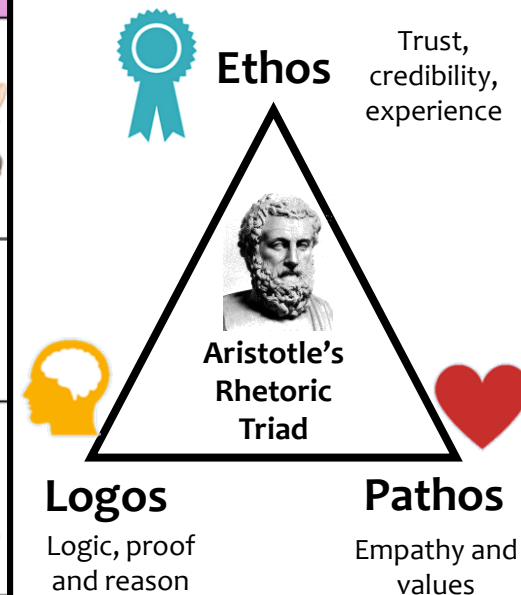 Ethos
Trust,
credibility,
experience
Aristotle's
Rhetoric
Triad
Logos
Logic, proof
and reason
Pathos
Empathy and
values